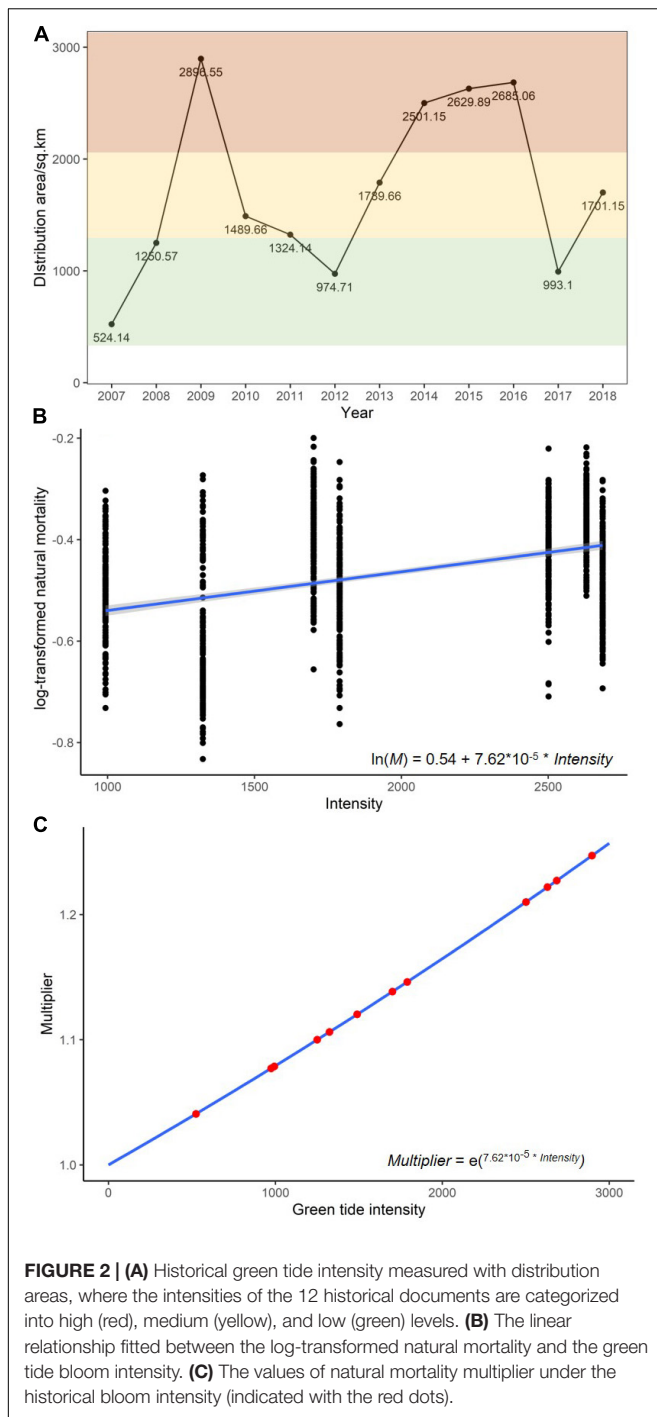 A
3000
2000
1000
0
DIstribution area/sq.km
524.14
1250.57
2896.55
1489.66
1324.14
974.71
1789.66
2501.15
2629.89
2685.06
993.1
1701.15
2007 2008 2009 2010 2011 2012 2013 2014 2015 2016 2017 2018
Year
B
-0.2
-0.4
-0.6
-0.8
log-transformed natural mortality
ln(M) = 0.54 + 7.62*10-5 * Intensity
1000 1500 2000 2500
Intensity
C
1.2
1.1
1.0
Multiplier
Multiplier = e(7.62*10-5 * Intensity)
0 1000 2000 3000
Green tide intensity
FIGURE 2 | (A) Historical green tide intensity measured with distribution
areas, where the intensities of the 12 historical documents are categorized
into high (red), medium (yellow), and low (green) levels. (B) The linear
relationship fitted between the log-transformed natural mortality and the green
tide bloom intensity. (C) The values of natural mortality multiplier under the
historical bloom intensity (indicated with the red dots).